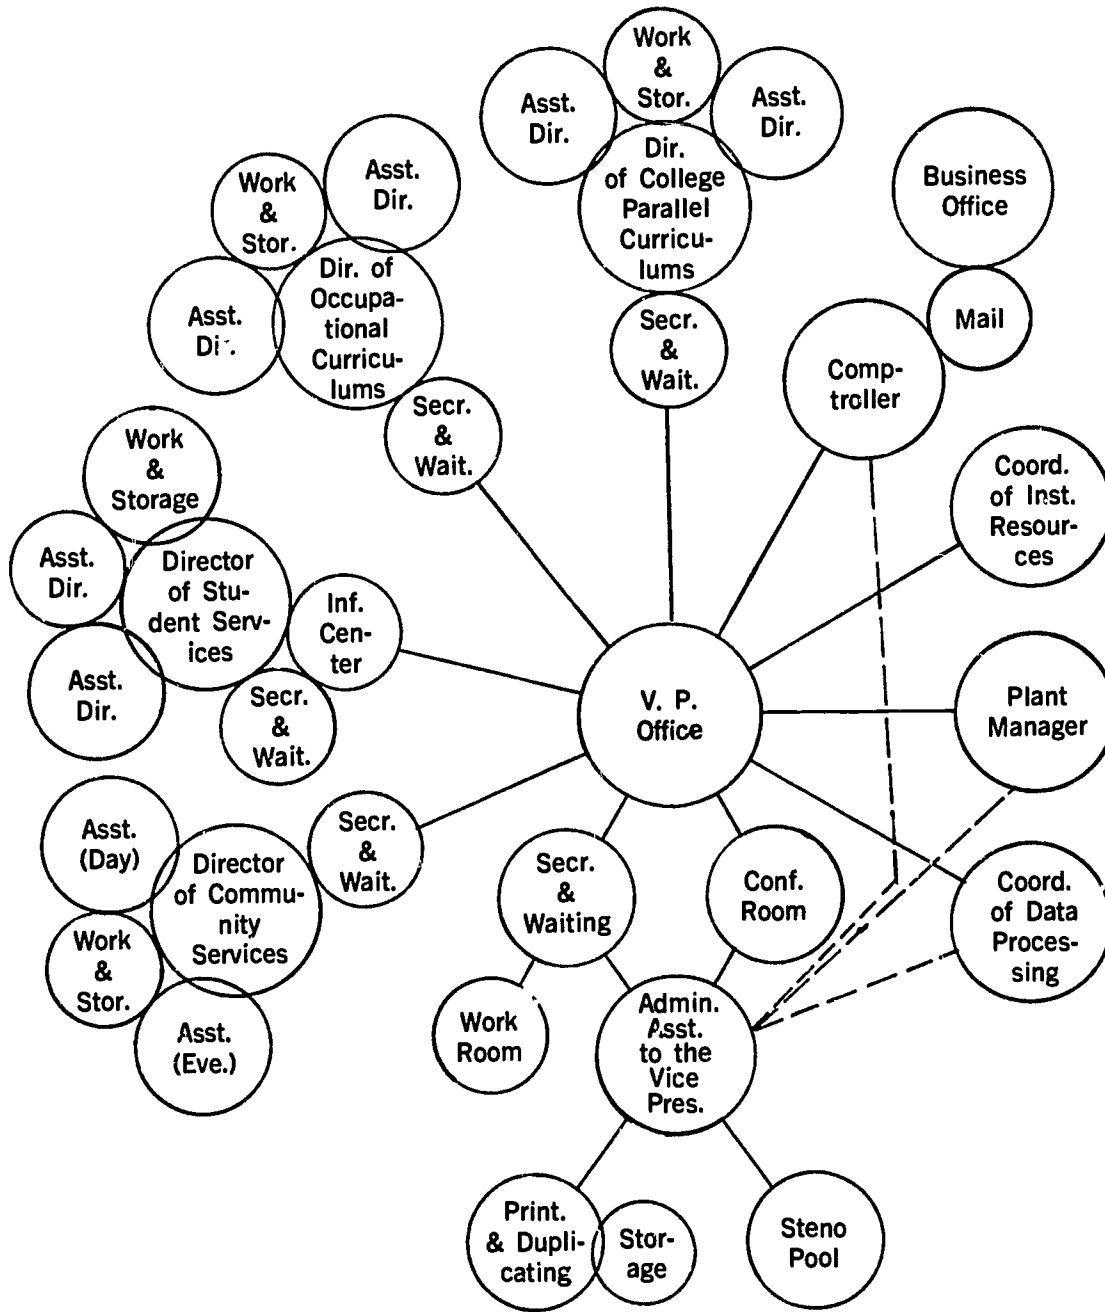 Work
&
Stor.
Asst.
Dir.
Asst.
Dir.
Dir.
of College
Parallel
Curricu-
lums
Secr.
&
Wait.
Business
Office
Mail
Comp-
troller
Asst.
Dir.
Work
&
Stor.
Asst.
Dir.
Dir. of
Occupa-
tional
Curricu-
lums
Secr.
&
Wait.
Coord.
of Inst.
Resour-
ces
Work
&
Storage
Asst.
Dir.
Director
of Stu-
dent Serv-
ices
Inf.
Cen-
ter
Asst.
Dir.
Secr.
&
Wait.
V. P.
Office
Plant
Manager
Asst.
(Day)
Secr.
&
Wait.
Director
of Commu-
nity
Services
Work
&
Stor.
Asst.
(Eve.)
Secr.
&
Waiting
Conf.
Room
Coord.
of Data
Proces-
sing
Work
Room
Admin.
Asst.
to the
Vice
Pres.
Print.
& Dupli-
cating
Stor-
age
Steno
Pool